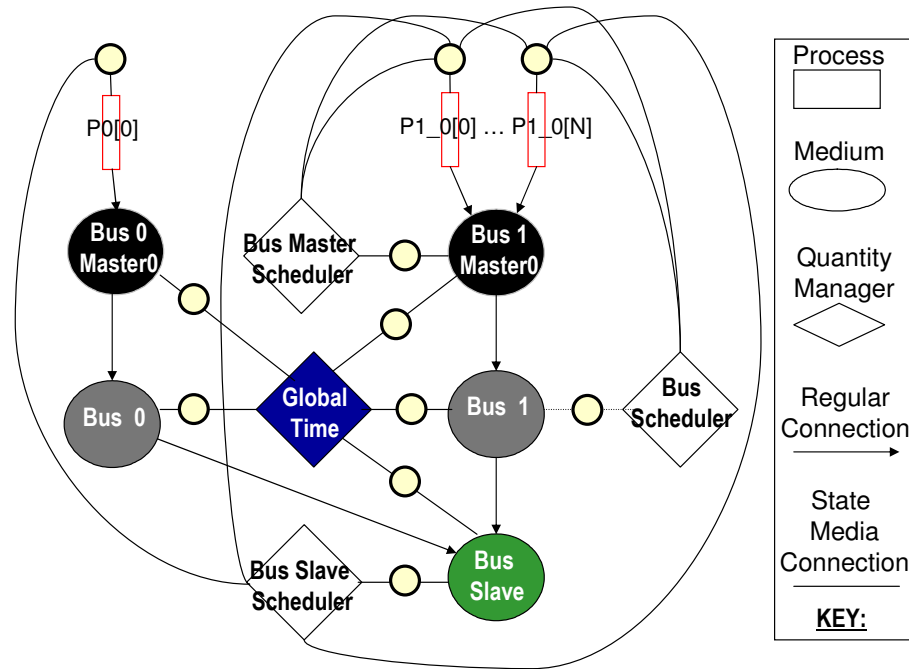 P0[0]
P1_0[0] … P1_0[N]
Bus 0
Master0
Bus Master
Scheduler
Bus 1
Master0
Bus 0
Global
Time
Bus 1
Bus
Scheduler
Bus Slave
Scheduler
Bus
Slave
Process
Medium
Quantity
Manager
Regular
Connection
State
Media
Connection
KEY: